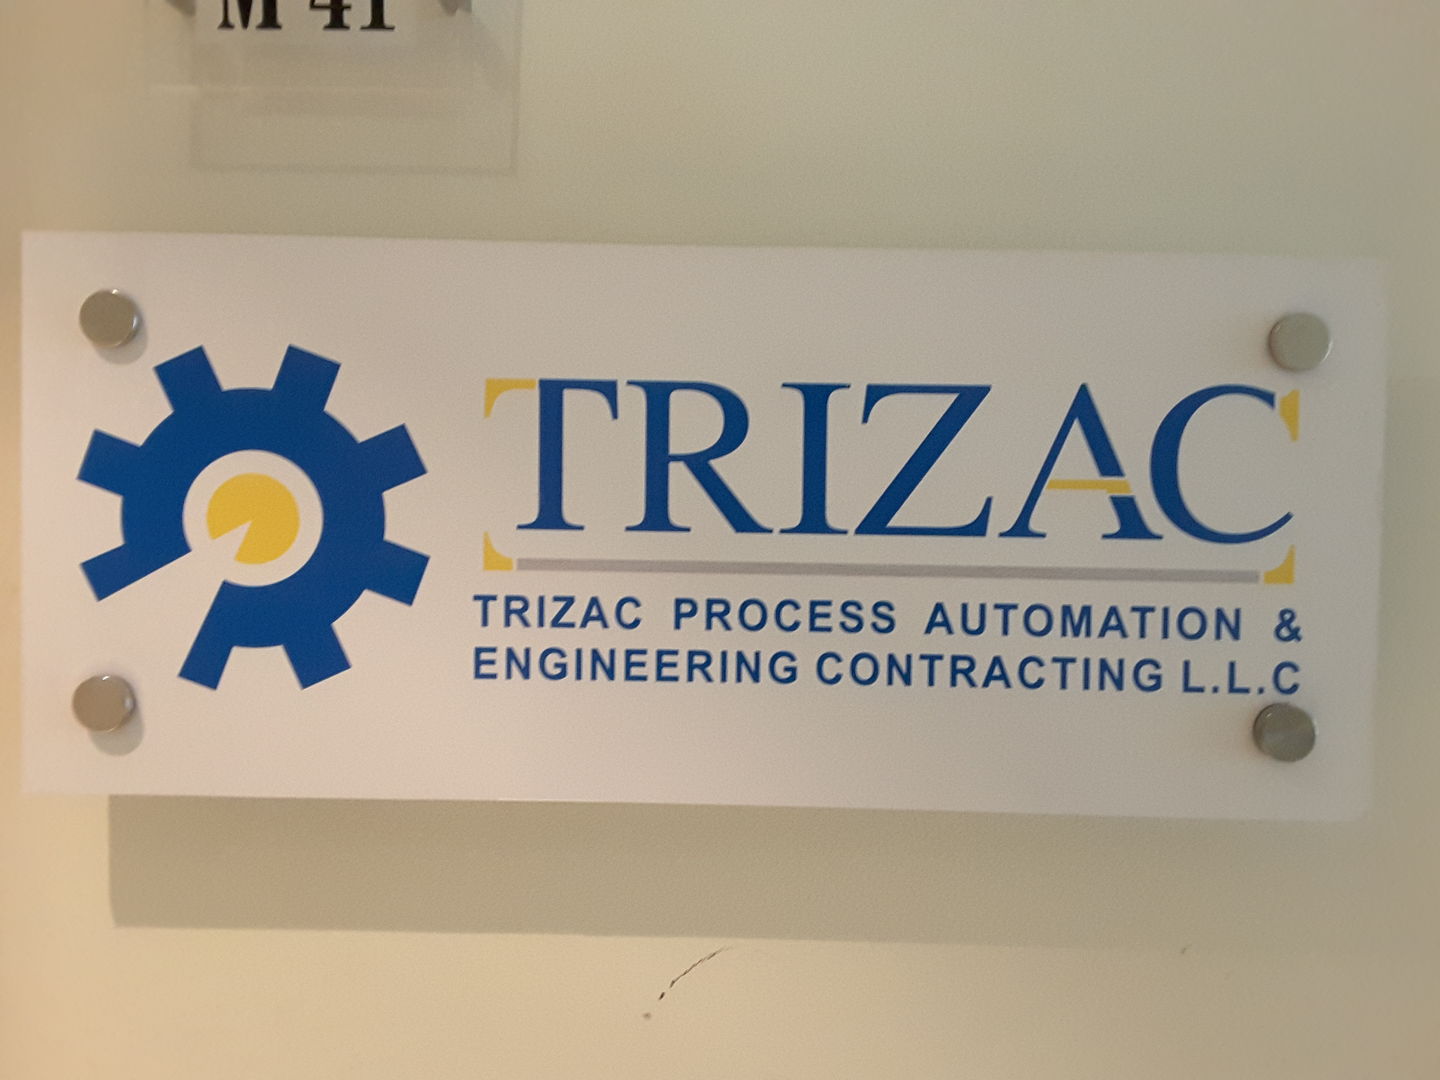 M 41
TRIZAC
TRIZAC PROCESS AUTOMATION &
ENGINEERING CONTRACTING L.L.C